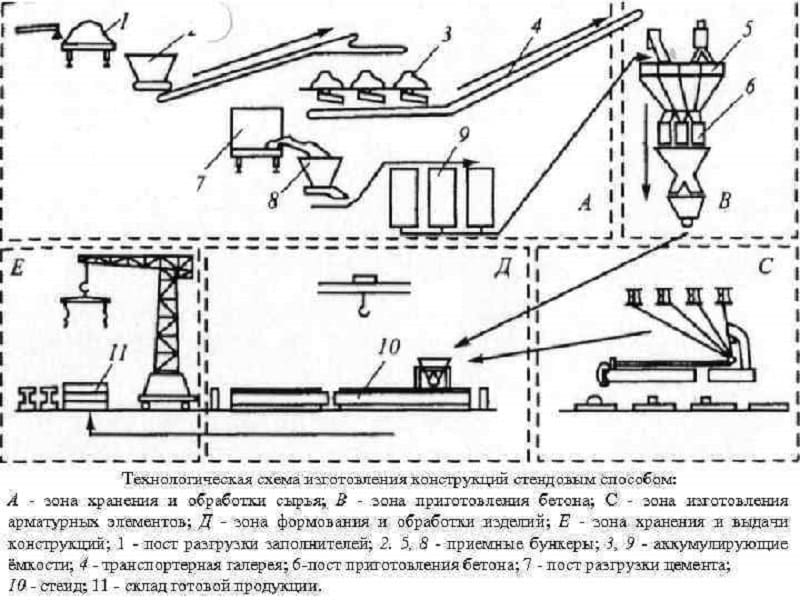 1
2
3
4
5
6
7
8
9
А
В
Е
Д
С
10
11
Технологическая схема изготовления конструкций стендовым способом:
А - зона хранения и обработки сырья; В - зона приготовления бетона; С - зона изготовления
арматурных элементов; Д - зона формования и обработки изделий; Е - зона хранения и выдачи
конструкций; 1 - пост разгрузки заполнителей; 2. 5, 8 - приемные бункеры; 3, 9 - аккумулирующие
ёмкости; 4 - транспортерная галерея; 6-пост приготовления бетона; 7 - пост разгрузки цемента;
10 - стенд; 11 - склад готовой продукции.